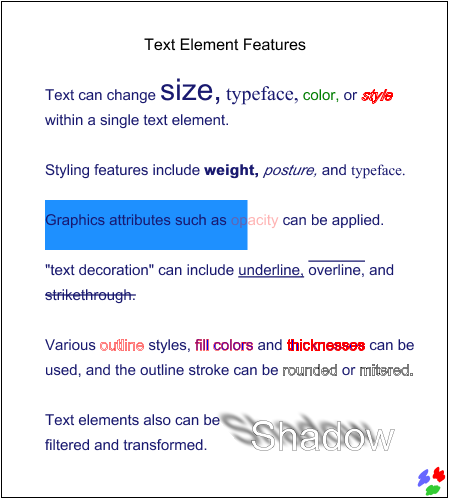 Text Element Features
Text can change size, typeface, color, or style
within a single text element.
Styling features include weight, posture, and typeface.
Graphics attributes such as opacity can be applied.
"text decoration" can include underline, overline, and
strikethrough.
Various outline styles, fill colors and thicknesses can be
used, and the outline stroke can be rounded or mitered.
Text elements also can be
filtered and transformed.
Shadow